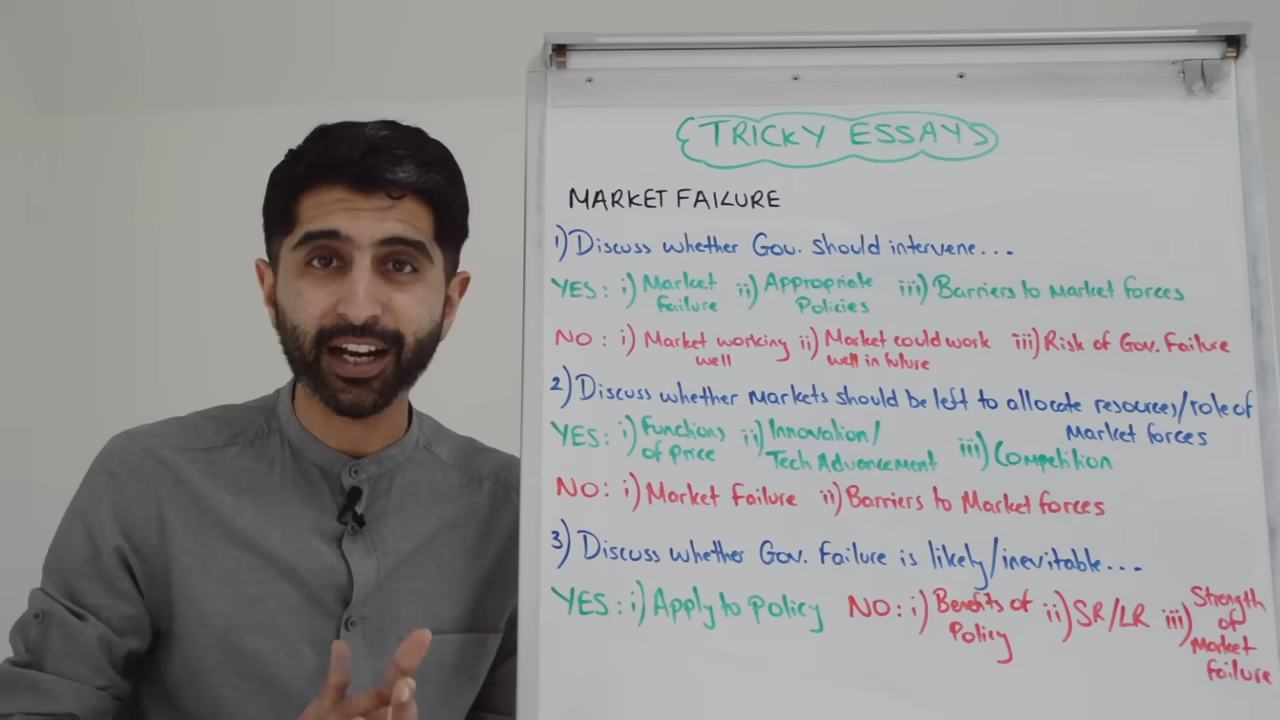 TRICKY ESSAYS
MARKET FAILURE
1) Discuss whether Gov. should intervene...
YES: i) Market failure ii) Appropriate Policies iii) Barriers to Market forces
NO: i) Market working well ii) Market could work well in future iii) Risk of Gov. Failure
2) Discuss whether Markets should be left to allocate resources/role of Market forces
YES: i) Functions of Price ii) Innovation/Tech Advancement iii) Competition
NO: i) Market Failure ii) Barriers to Market forces
3) Discuss whether Gov. Failure is likely/inevitable...
YES: i) Apply to Policy NO: i) Benefits of Policy ii) SR/LR iii) Strength of Market Failure